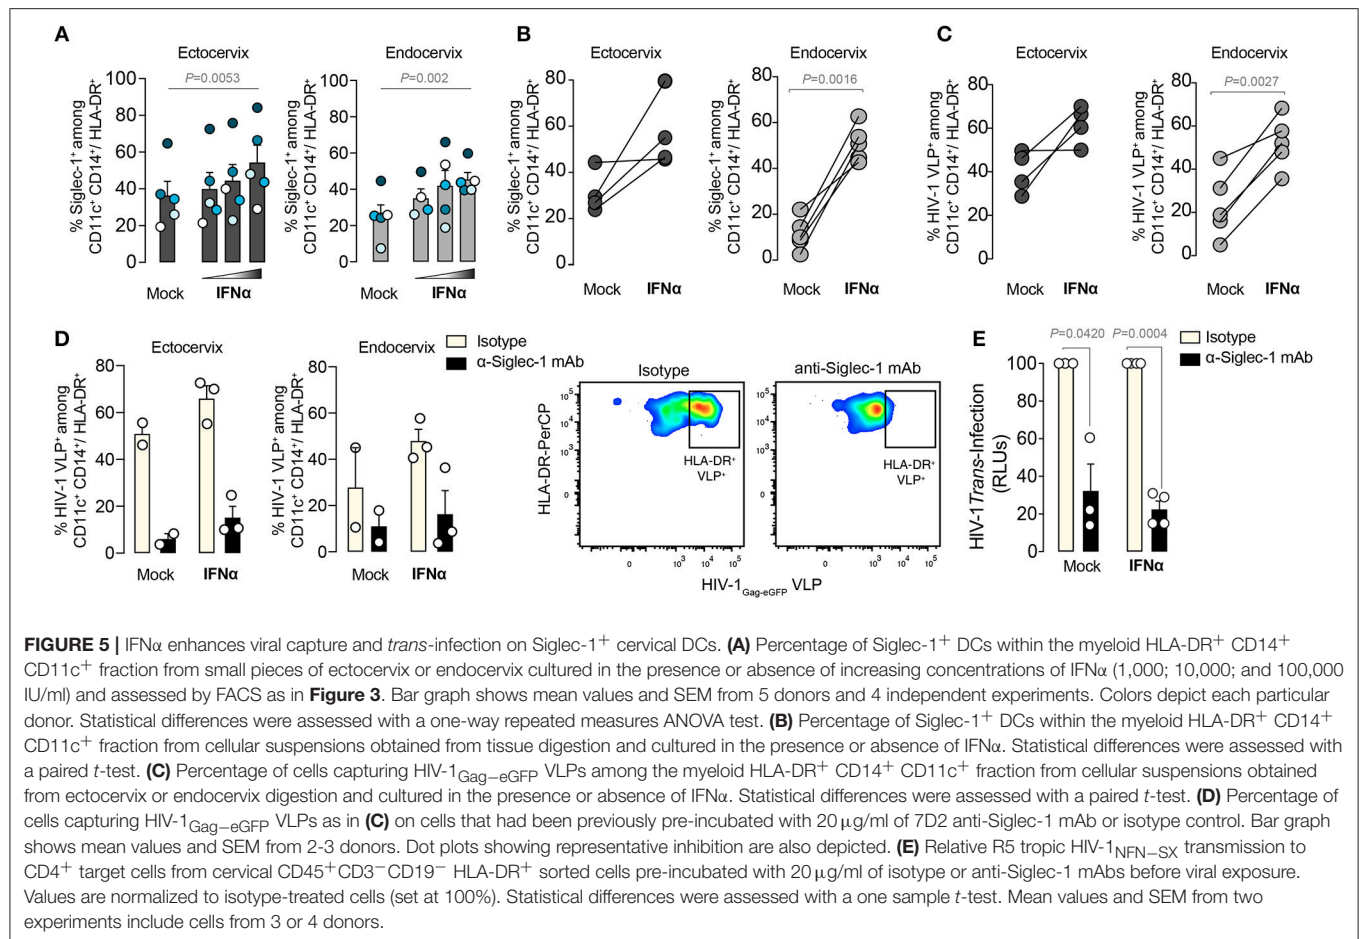 A
Ectocervix
P=0.0053
% Siglec-1⁺ among
CD11c⁺ CD14⁺/ HLA-DR⁺
100
80
60
40
20
0
Mock
IFNα
Endocervix
P=0.002
% Siglec-1⁺ among
CD11c⁺ CD14⁺/ HLA-DR⁺
100
80
60
40
20
0
Mock
IFNα
B
Ectocervix
% Siglec-1⁺ among
CD11c⁺ CD14⁺/ HLA-DR⁺
80
60
40
20
0
Mock
IFNα
Endocervix
P=0.0016
% Siglec-1⁺ among
CD11c⁺ CD14⁺/ HLA-DR⁺
80
60
40
20
0
Mock
IFNα
C
Ectocervix
% HIV-1 VLP⁺ among
CD11c⁺ CD14⁺/ HLA-DR⁺
80
60
40
20
0
Mock
IFNα
Endocervix
P=0.0027
% HIV-1 VLP⁺ among
CD11c⁺ CD14⁺/ HLA-DR⁺
80
60
40
20
0
Mock
IFNα
D
Ectocervix
% HIV-1 VLP⁺ among
CD11c⁺ CD14⁺/ HLA-DR⁺
80
60
40
20
0
Mock
IFNα
Endocervix
80
60
40
20
0
% HIV-1 VLP⁺ among
CD11c⁺ CD14⁺/ HLA-DR⁺
Mock
IFNα
Isotype
α-Siglec-1 mAb
Isotype
anti-Siglec-1 mAb
HLA-DR-PerCP
10⁵
10⁴
10³
0
HLA-DR⁺
VLP⁺
0
10³
10⁴
10⁵
10⁵
10⁴
10³
0
HLA-DR⁺
VLP⁺
0
10³
10⁴
10⁵
HIV-1Gag-eGFP VLP
E
P=0.0420
P=0.0004
Isotype
α-Siglec-1 mAb
HIV-1Trans-Infection
(RLUs)
100
80
60
40
20
0
Mock
IFNα
FIGURE 5 | IFNα enhances viral capture and trans-infection on Siglec-1⁺ cervical DCs. (A) Percentage of Siglec-1⁺ DCs within the myeloid HLA-DR⁺ CD14⁺
CD11c⁺ fraction from small pieces of ectocervix or endocervix cultured in the presence or absence of increasing concentrations of IFNα (1,000; 10,000; and 100,000
IU/ml) and assessed by FACS as in Figure 3. Bar graph shows mean values and SEM from 5 donors and 4 independent experiments. Colors depict each particular
donor. Statistical differences were assessed with a one-way repeated measures ANOVA test. (B) Percentage of Siglec-1⁺ DCs within the myeloid HLA-DR⁺ CD14⁺
CD11c⁺ fraction from cellular suspensions obtained from tissue digestion and cultured in the presence or absence of IFNα. Statistical differences were assessed with
a paired t-test. (C) Percentage of cells capturing HIV-1Gag−eGFP VLPs among the myeloid HLA-DR⁺ CD14⁺ CD11c⁺ fraction from cellular suspensions obtained
from ectocervix or endocervix digestion and cultured in the presence or absence of IFNα. Statistical differences were assessed with a paired t-test. (D) Percentage of
cells capturing HIV-1Gag−eGFP VLPs as in (C) on cells that had been previously pre-incubated with 20 μg/ml of 7D2 anti-Siglec-1 mAb or isotype control. Bar graph
shows mean values and SEM from 2-3 donors. Dot plots showing representative inhibition are also depicted. (E) Relative R5 tropic HIV-1NFN−SX transmission to
CD4⁺ target cells from cervical CD45⁺CD3⁻CD19⁻ HLA-DR⁺ sorted cells pre-incubated with 20 μg/ml of isotype or anti-Siglec-1 mAbs before viral exposure.
Values are normalized to isotype-treated cells (set at 100%). Statistical differences were assessed with a one sample t-test. Mean values and SEM from two
experiments include cells from 3 or 4 donors.